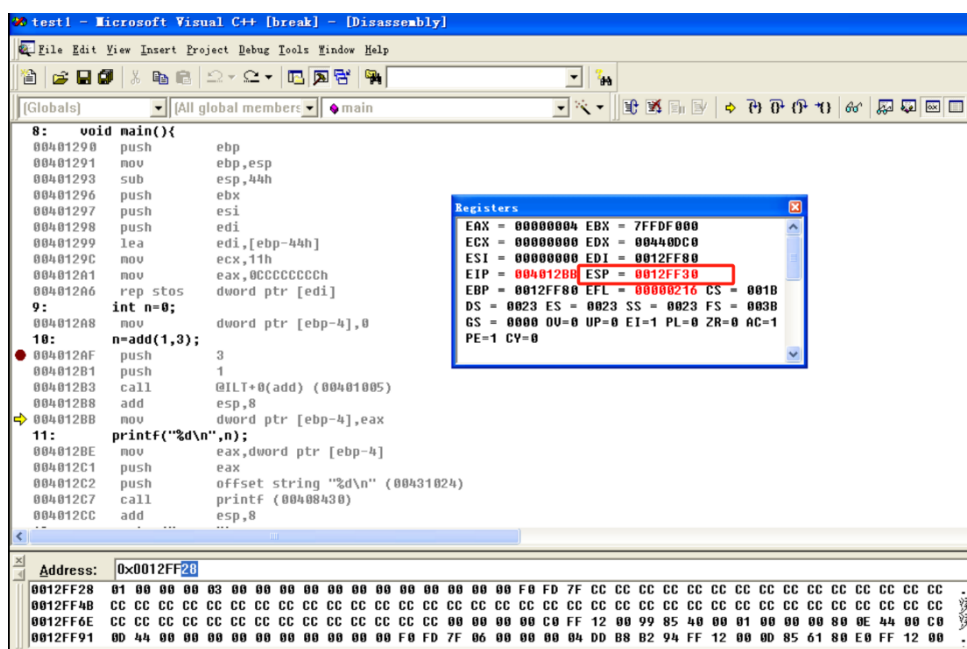 test1 - Microsoft Visual C++ [break] - [Disassembly]
File Edit View Insert Project Debug Tools Window Help
(Globals) (All global members main
8: void main(){
00401290 push ebp
00401291 mov ebp,esp
00401293 sub esp,44h
00401296 push ebx
00401297 push esi
00401298 push edi
00401299 lea edi,[ebp-44h]
0040129C mov ecx,11h
004012A1 mov eax,0CCCCCCCCh
004012A6 rep stos dword ptr [edi]
9: int n=0;
004012A8 mov dword ptr [ebp-4],0
10: n=add(1,3);
004012AF push 3
004012B1 push 1
004012B3 call @ILT+0(add) (00401005)
004012B8 add esp,8
004012BB mov dword ptr [ebp-4],eax
11: printf("%d\n",n);
004012BE mov eax,dword ptr [ebp-4]
004012C1 push eax
004012C2 push offset string "%d\n" (00431024)
004012C7 call printf (00408430)
004012CC add esp,8
Registers
EAX = 00000004 EBX = 7FFDF000
ECX = 00000000 EDX = 00440DC0
ESI = 00000000 EDI = 0012FF80
EIP = 004012BB ESP = 0012FF30
EBP = 0012FF80 EFL = 00000216 CS = 001B
DS = 0023 ES = 0023 SS = 0023 FS = 003B
GS = 0000 OV=0 UP=0 EI=1 PL=0 ZR=0 AC=1
PE=1 CY=0
Address: 0x0012FF28
0012FF28 01 00 00 00 03 00 00 00 00 00 00 00 00 00 00 00 00 F0 FD 7F CC CC CC CC CC CC CC CC CC CC CC CC CC CC CC
0012FF4B CC CC CC CC CC CC CC CC CC CC CC CC CC CC CC CC CC CC CC CC CC CC CC CC CC CC CC CC CC CC CC CC CC CC CC
0012FF6E CC CC CC CC CC CC CC CC CC CC CC CC CC CC 00 00 00 00 C0 FF 12 00 99 85 40 00 01 00 00 00 80 0E 44 00 C0
0012FF91 0D 44 00 00 00 00 00 00 00 00 00 00 F0 FD 7F 06 00 00 00 04 DD B8 B2 94 FF 12 00 0D 85 61 80 E0 FF 12 00